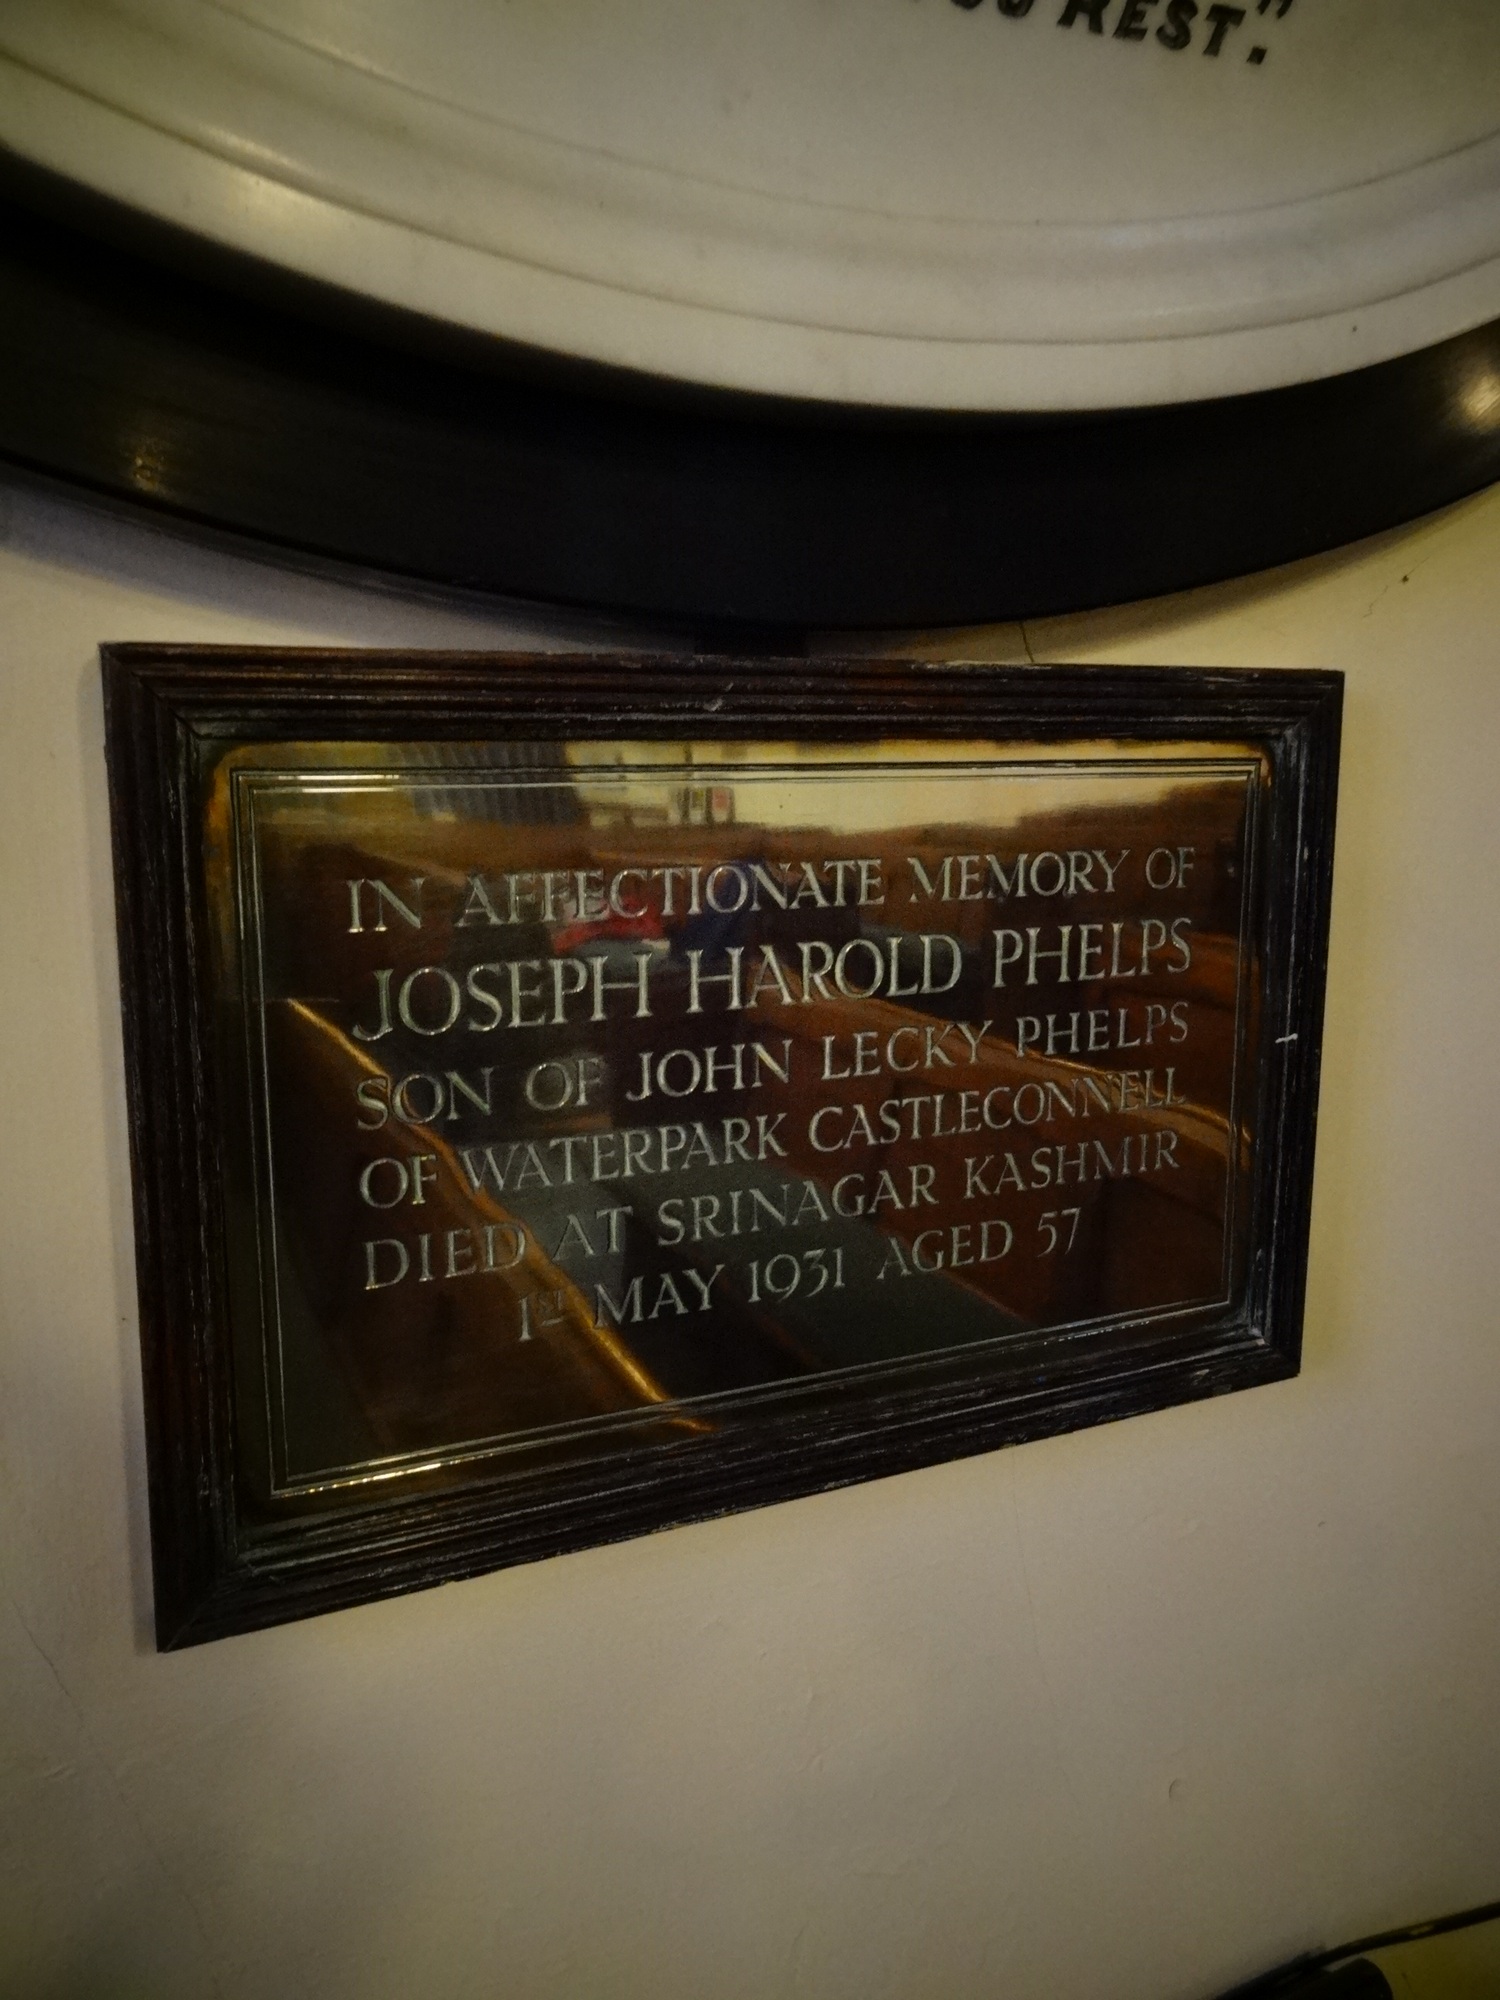 REST."
IN AFFECTIONATE MEMORY OF
JOSEPH HAROLD PHELPS
SON OF JOHN LECKY PHELPS
OF WATERPARK CASTLECONNELL
DIED AT SRINAGAR KASHMIR
1ST MAY 1931 AGED 57